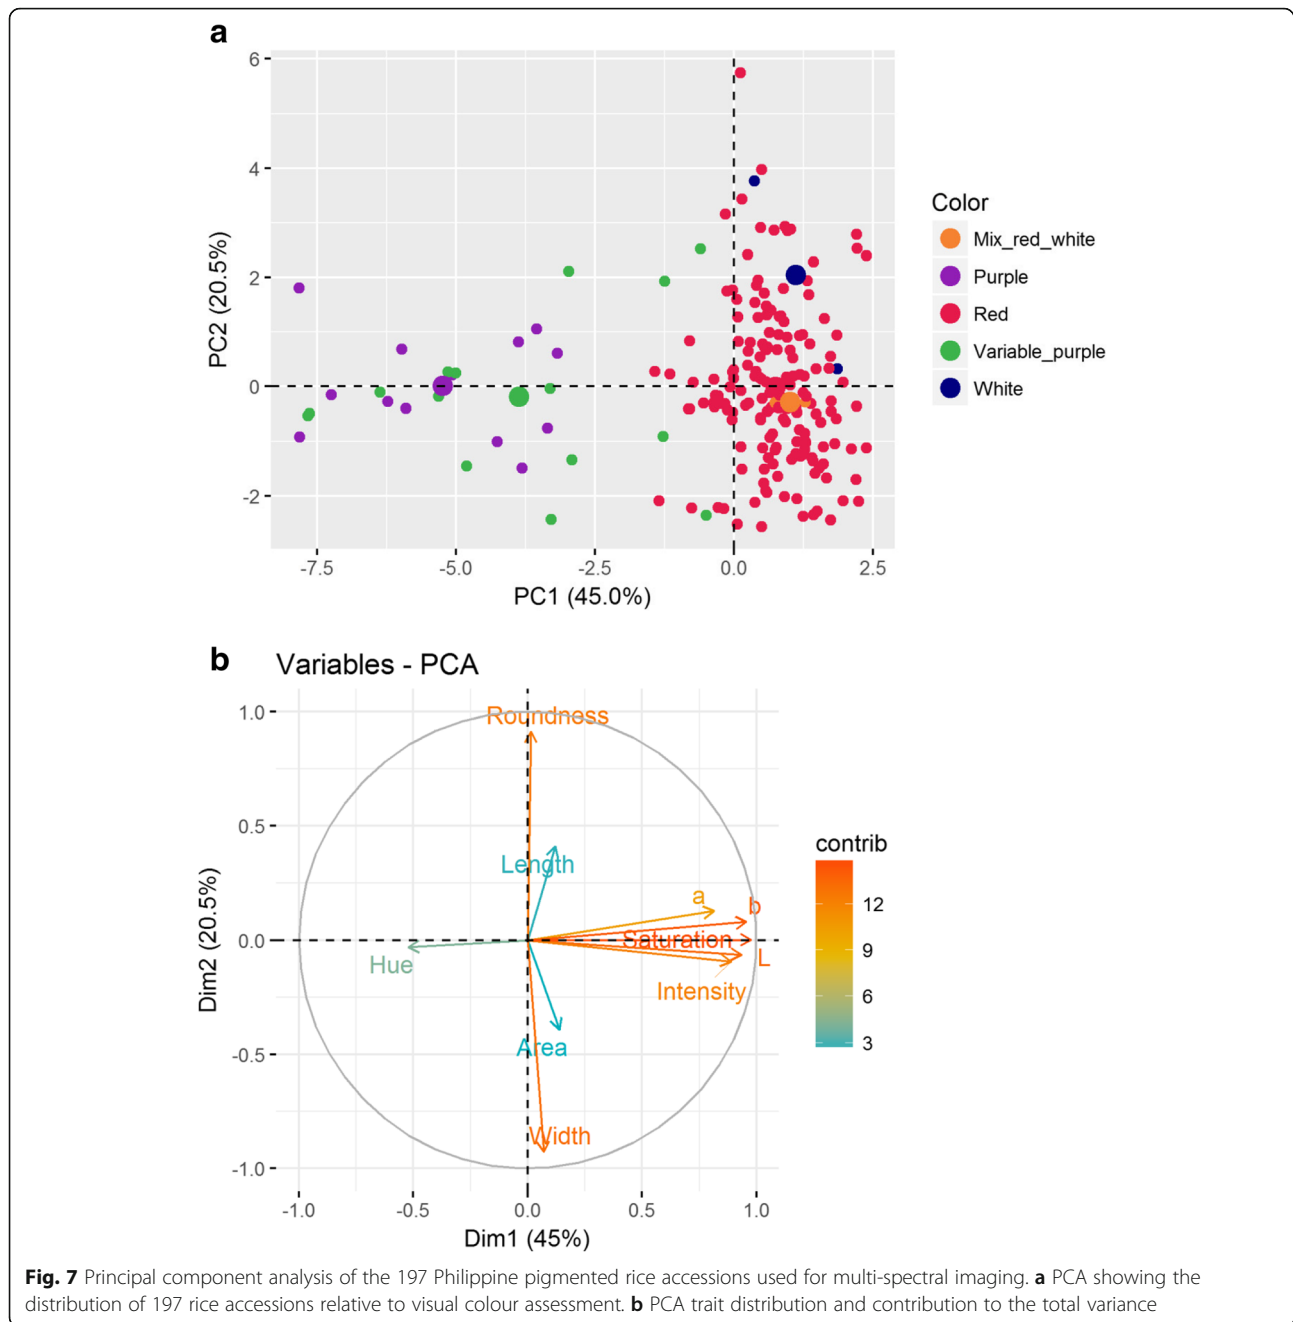 a
6
4
2
0
-2
PC2 (20.5%)
-7.5 -5.0 -2.5 0.0 2.5
PC1 (45.0%)
Color
Mix_red_white
Purple
Red
Variable_purple
White
b Variables - PCA
1.0
0.5
0.0
-0.5
-1.0
Dim2 (20.5%)
Roundness
Length
a
b
Saturation
L
Hue
Intensity
Area
Width
-1.0 -0.5 0.0 0.5 1.0
Dim1 (45%)
contrib
12
9
6
3
Fig. 7 Principal component analysis of the 197 Philippine pigmented rice accessions used for multi-spectral imaging. a PCA showing the
distribution of 197 rice accessions relative to visual colour assessment. b PCA trait distribution and contribution to the total variance